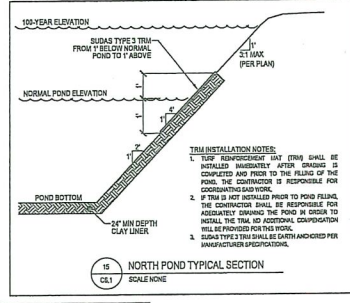 100-YEAR ELEVATION
SUDAS TYPE 3 TRM
FROM 1' BELOW NORMAL
POND TO 1' ABOVE
1'
3:1 MAX
(PER PLAN)
NORMAL POND ELEVATION
1'
1'
4'
1'
2'
1'
POND BOTTOM
24" MIN DEPTH
CLAY LINER
TRM INSTALLATION NOTES:
1. TURF REINFORCEMENT MAT (TRM) SHALL BE
INSTALLED IMMEDIATELY AFTER GRADING IS
COMPLETED AND PRIOR TO THE FILLING OF THE
POND. THE CONTRACTOR IS RESPONSIBLE FOR
COORDINATING SAID WORK.
2. IF TRM IS NOT INSTALLED PRIOR TO POND FILLING,
THE CONTRACTOR SHALL BE RESPONSIBLE FOR
ADEQUATELY DRAINING THE POND IN ORDER TO
INSTALL THE TRM. NO ADDITIONAL COMPENSATION
WILL BE PROVIDED FOR THIS WORK.
3. SUDAS TYPE 3 TRM SHALL BE EARTH ANCHORED PER
MANUFACTURER SPECIFICATIONS.
15 NORTH POND TYPICAL SECTION
C6.1 SCALE NONE